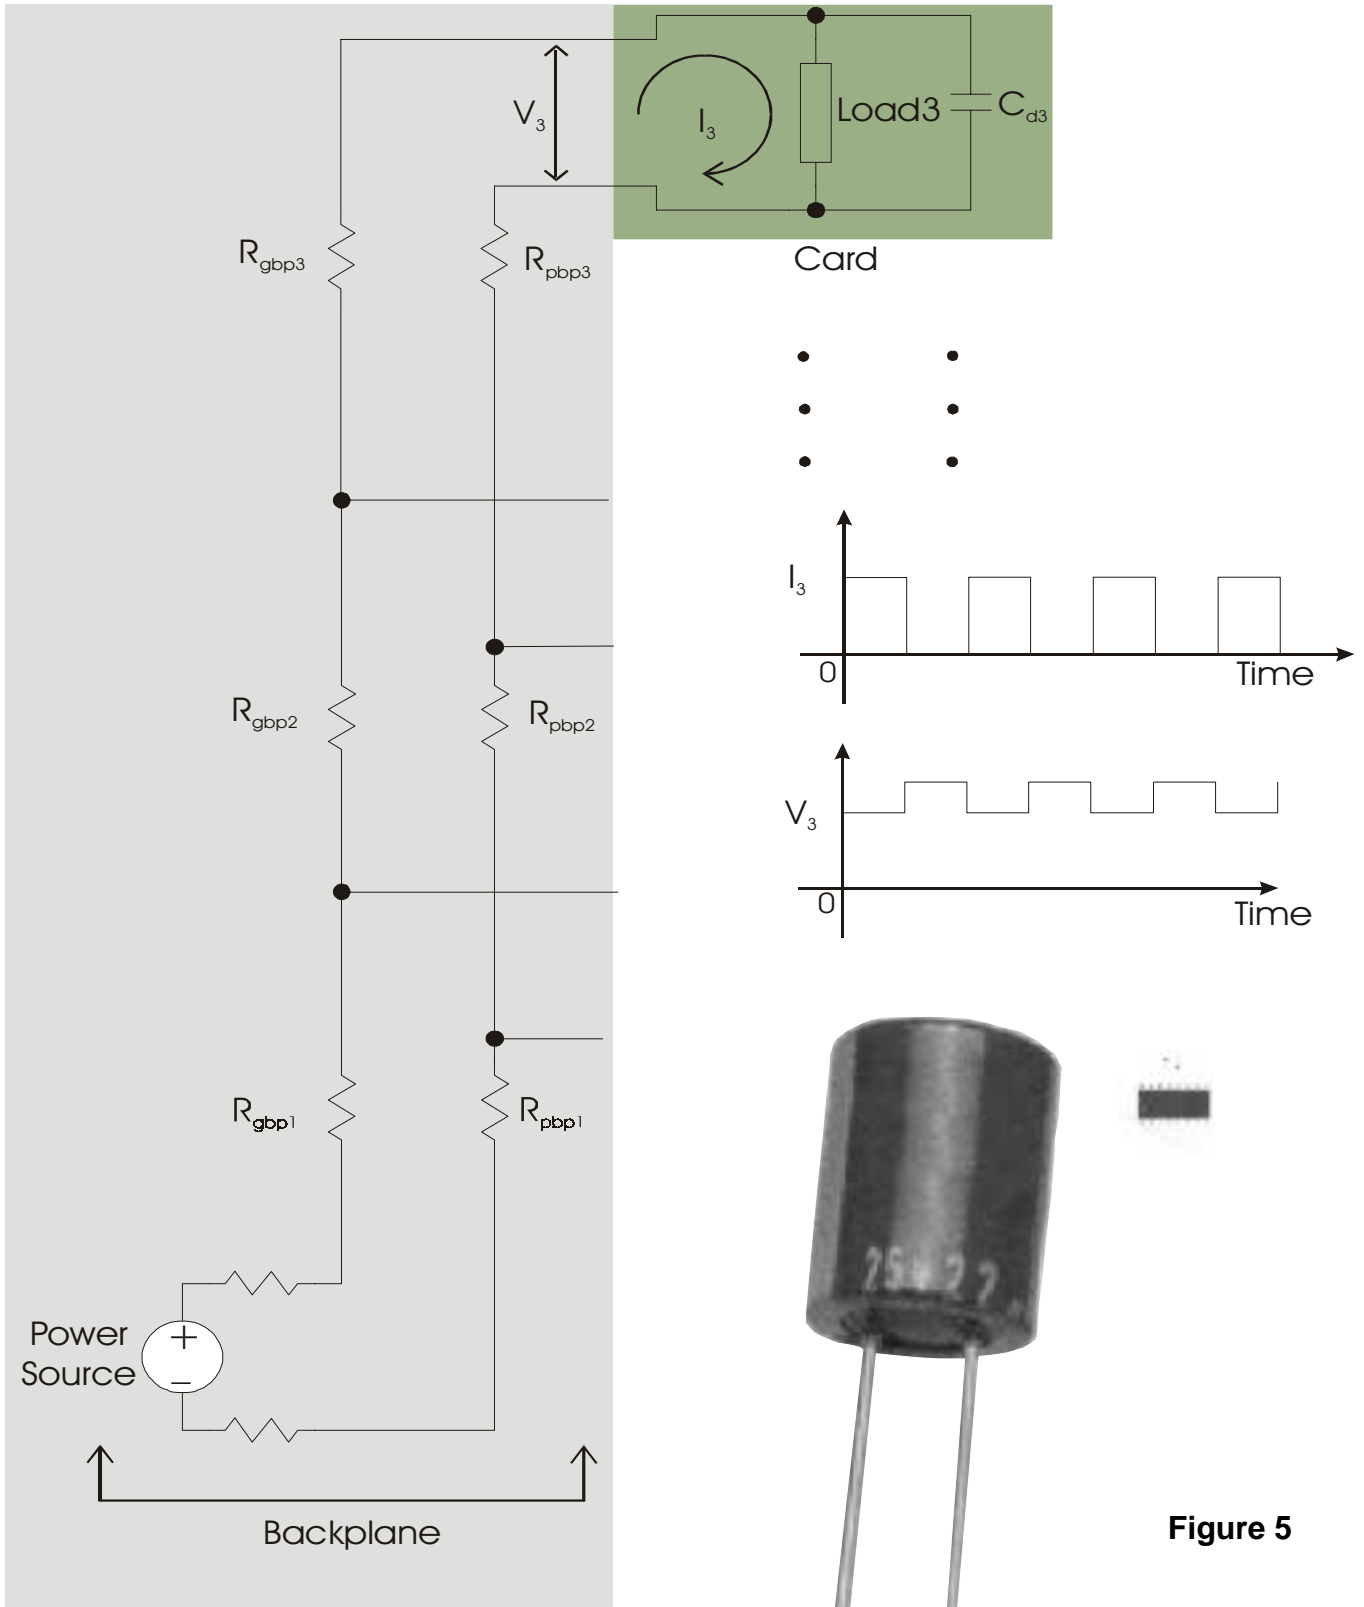 V3
I3
Load3
Cd3
Rgbp3
Rpbp3
Card
I3
0
Time
Rgbp2
Rpbp2
V3
0
Time
Rgbp1
Rpbp1
+
−
Power
Source
Backplane
Figure 5